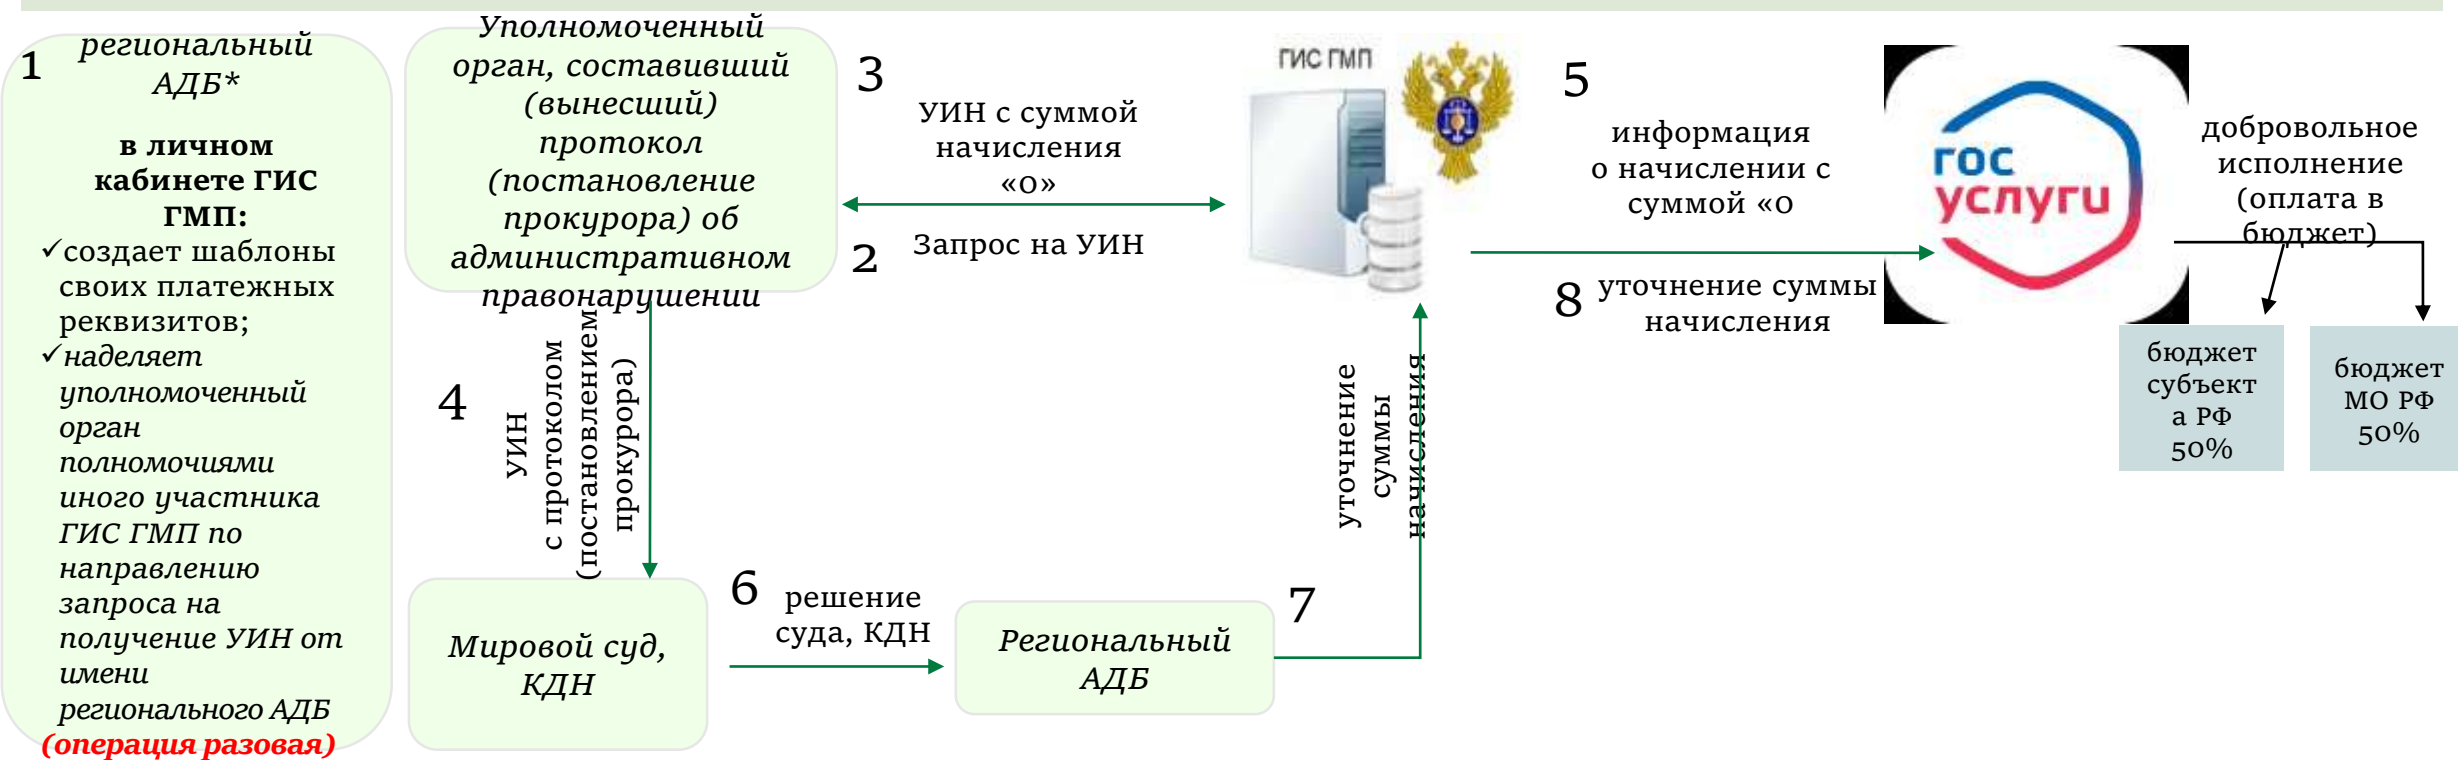 1
региональный
АДБ*
в личном
кабинете ГИС
ГМП:
✓создает шаблоны
своих платежных
реквизитов;
✓наделяет
уполномоченный
орган
полномочиями
иного участника
ГИС ГМП по
направлению
запроса на
получение УИН от
имени
регионального АДБ
(операция разовая)
Уполномоченный
орган, составивший
(вынесший)
протокол
(постановление
прокурора) об
административном
правонарушении
3
УИН с суммой
начисления
«0»
2
Запрос на УИН
ГИС ГМП
5
информация
о начислении с
суммой «0
8
уточнение суммы
начисления
гос
услуги
добровольное
исполнение
(оплата в
бюджет)
бюджет
субъект
а РФ
50%
бюджет
МО РФ
50%
4
УИН
с протоколом
(постановлением
прокурора)
Мировой суд,
КДН
6
решение
суда, КДН
Региональный
АДБ
7
уточнение
суммы
начисления